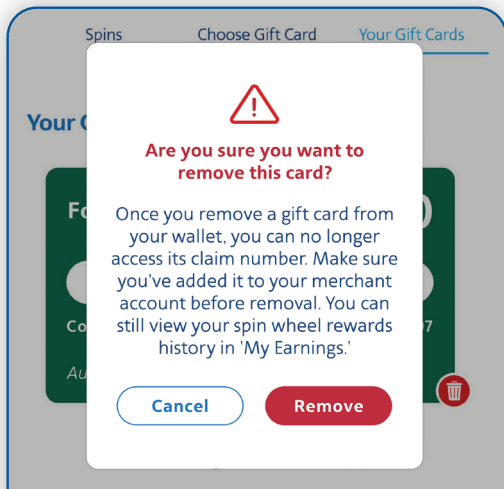 Spins Choose Gift Card Your Gift Cards
Your
Are you sure you want to
remove this card?
Once you remove a gift card from
your wallet, you can no longer
access its claim number. Make sure
you've added it to your merchant
account before removal. You can
still view your spin wheel rewards
history in 'My Earnings.'
Cancel Remove